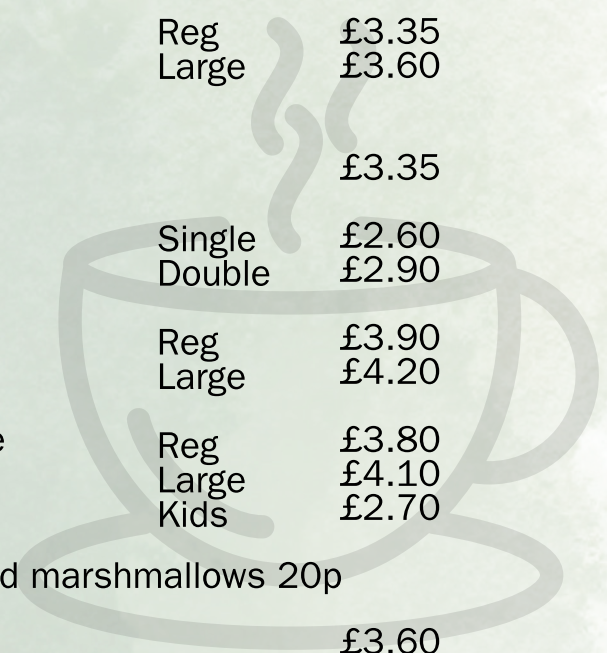 Reg £3.35
Large £3.60
£3.35
Single £2.60
Double £2.90
Reg £3.90
Large £4.20
e Reg £3.80
Large £4.10
Kids £2.70
d marshmallows 20p
£3.60